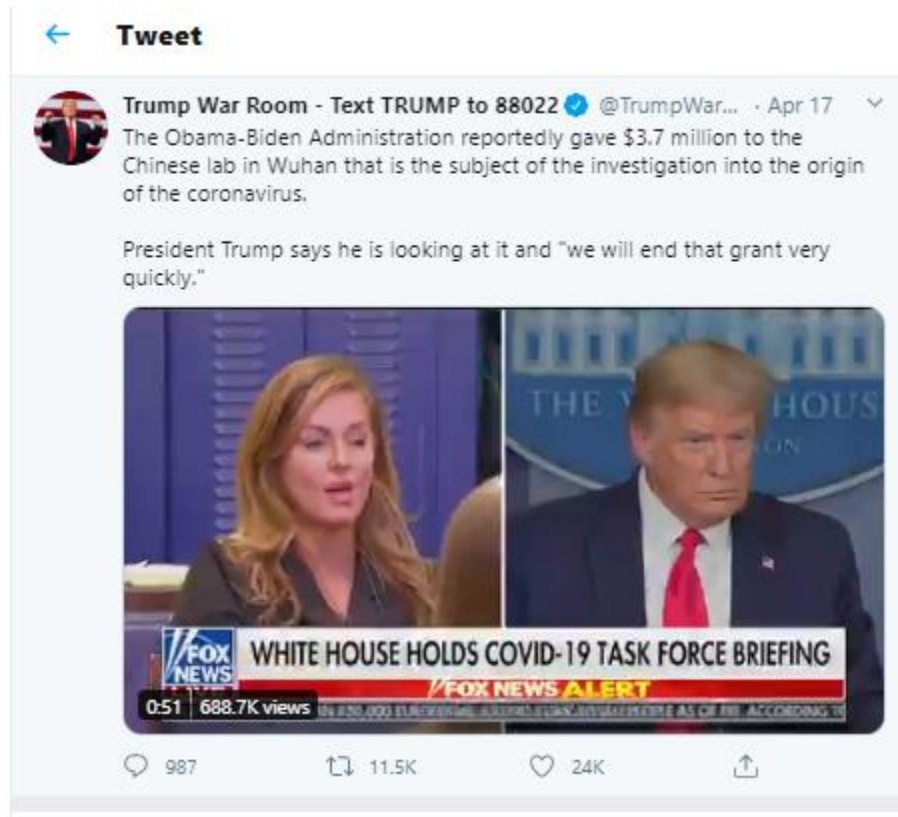 Tweet
Trump War Room - Text TRUMP to 88022 @TrumpWar... · Apr 17
The Obama-Biden Administration reportedly gave $3.7 million to the
Chinese lab in Wuhan that is the subject of the investigation into the origin
of the coronavirus.
President Trump says he is looking at it and "we will end that grant very
quickly."
NEWS
THE
HOUS
ON
FOX
NEWS
WHITE HOUSE HOLDS COVID-19 TASK FORCE BRIEFING
FOX NEWS ALERT
0:51 688.7K views
987 11.5K 24K